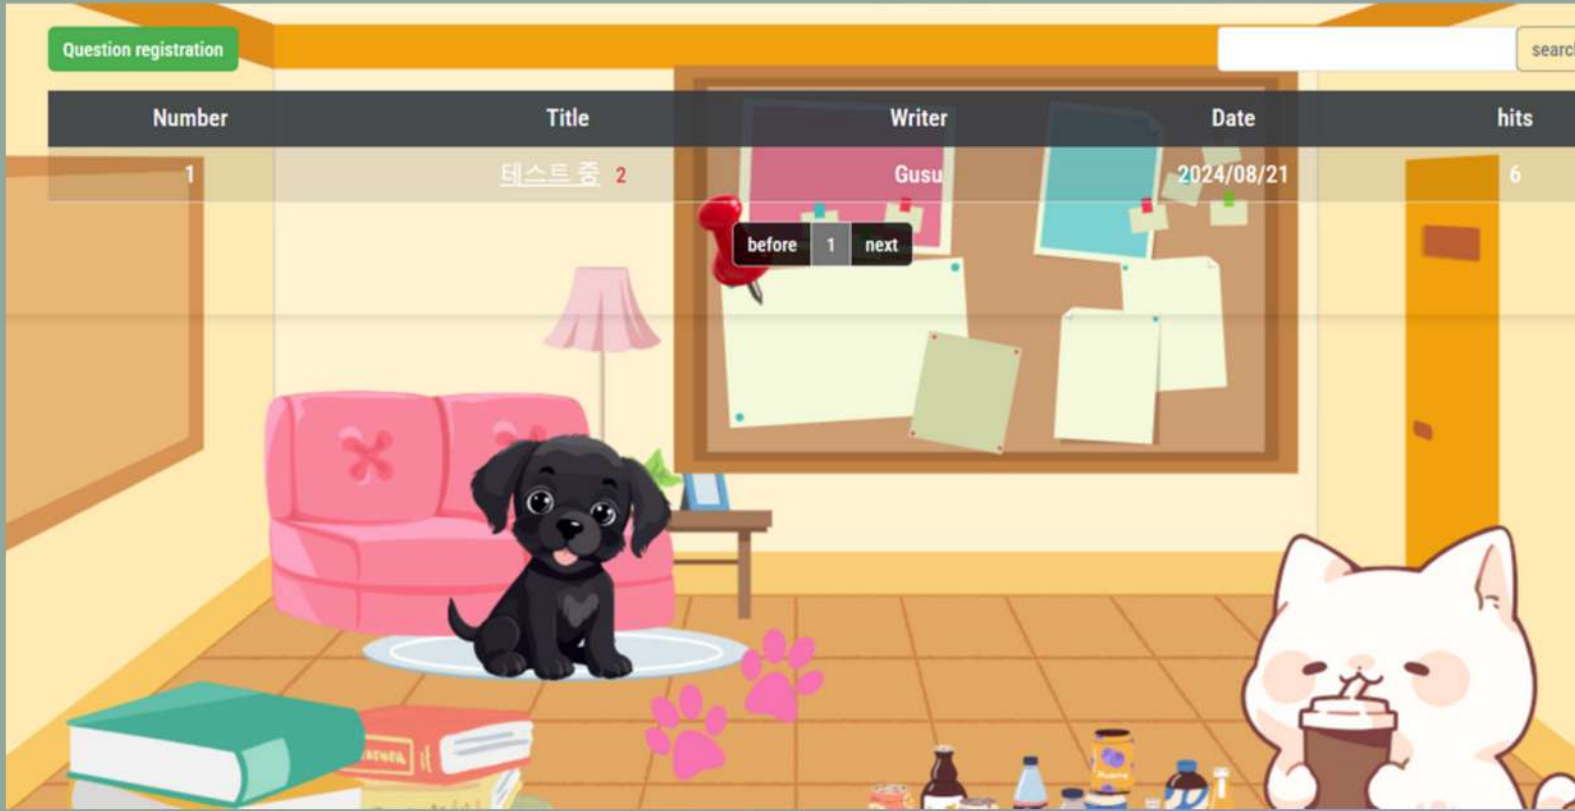 Question registration
searc
Number Title Writer Date hits
1 테스트 중 2 Gusu 2024/08/21 6
before 1 next